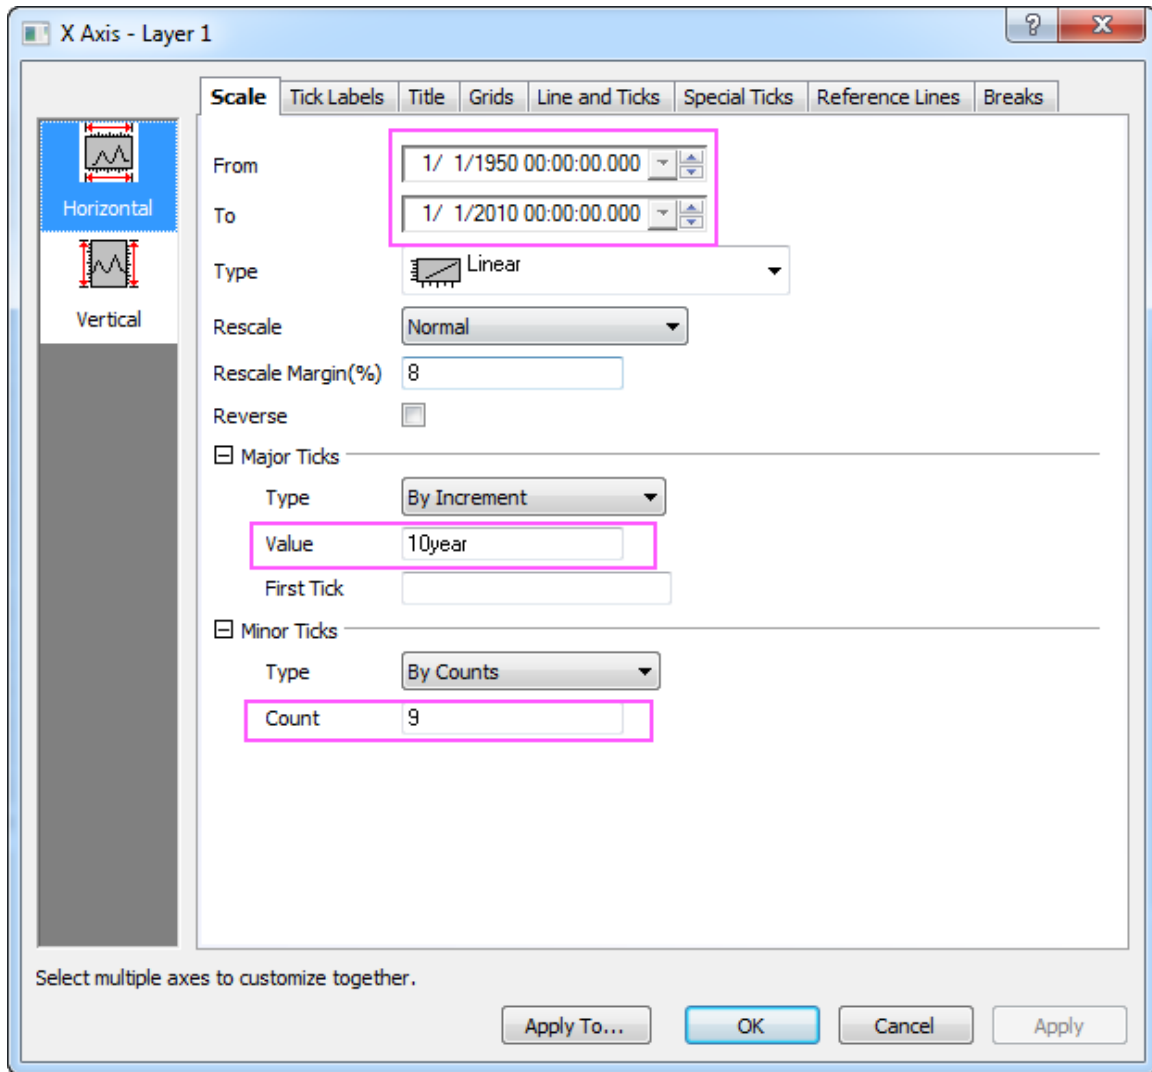 X Axis - Layer 1
Scale Tick Labels Title Grids Line and Ticks Special Ticks Reference Lines Breaks
Horizontal
Vertical
From 1/ 1/1950 00:00:00.000
To 1/ 1/2010 00:00:00.000
Type Linear
Rescale Normal
Rescale Margin(%) 8
Reverse
Major Ticks
Type By Increment
Value 10year
First Tick
Minor Ticks
Type By Counts
Count 9
Select multiple axes to customize together.
Apply To... OK Cancel Apply